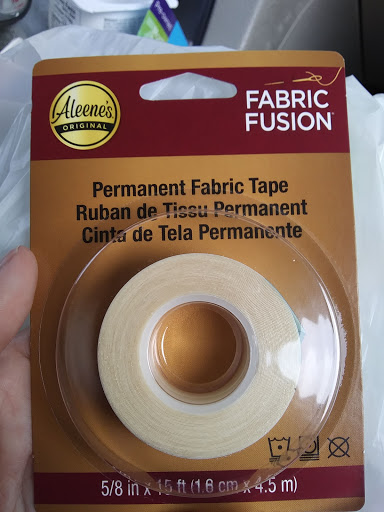 Aleene's
ORIGINAL
FABRIC
FUSION®
Permanent Fabric Tape
Ruban de Tissu Permanent
Cinta de Tela Permanente
5/8 in x 15 ft (1.6 cm x 4.5 m)